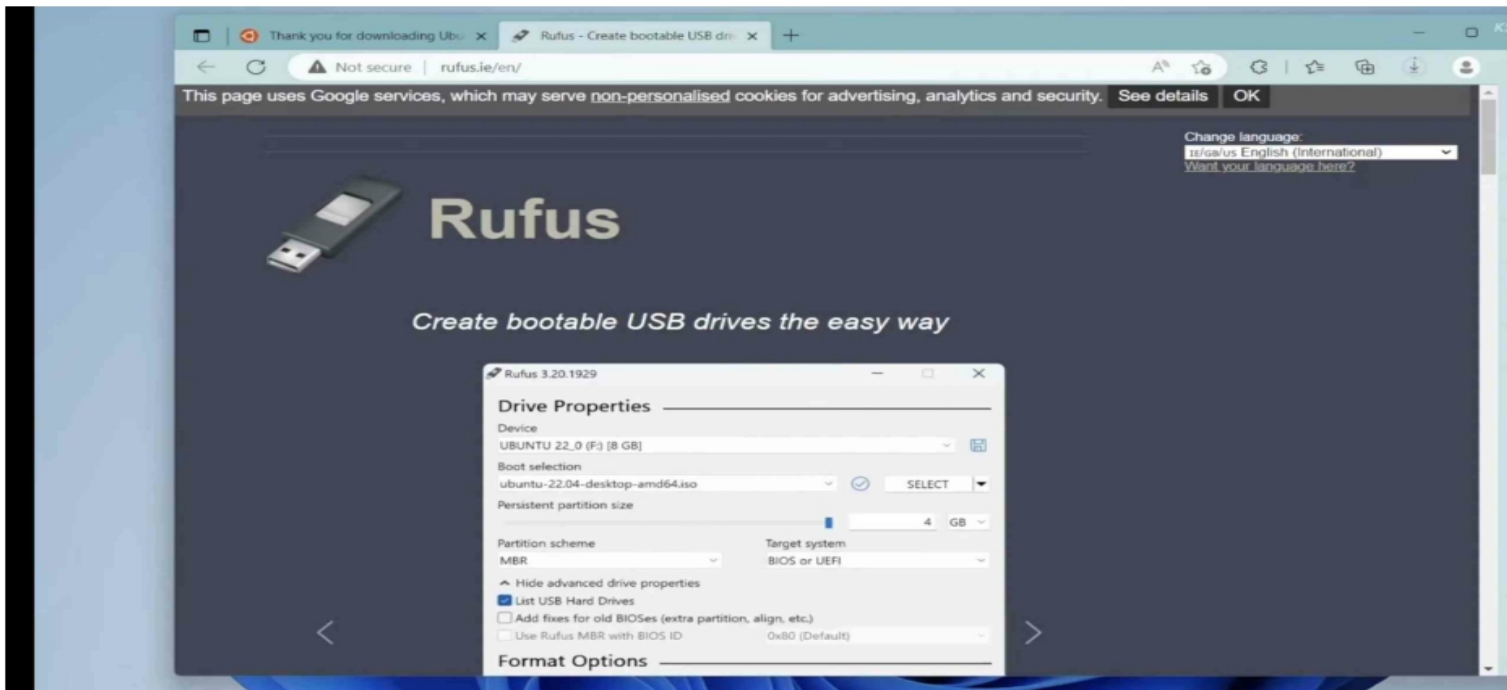 Thank you for downloading Ubu
Rufus - Create bootable USB dri
Not secure | rufus.ie/en/
This page uses Google services, which may serve non-personalised cookies for advertising, analytics and security. See details OK
Change language:
IE/GB/US English (International)
Want your language here?
Rufus
Create bootable USB drives the easy way
Rufus 3.20.1929
Drive Properties
Device
UBUNTU 22_0 (F:) [8 GB]
Boot selection
ubuntu-22.04-desktop-amd64.iso SELECT
Persistent partition size
4 GB
Partition scheme Target system
MBR BIOS or UEFI
Hide advanced drive properties
List USB Hard Drives
Add fixes for old BIOSes (extra partition, align, etc.)
Use Rufus MBR with BIOS ID 0x80 (Default)
Format Options